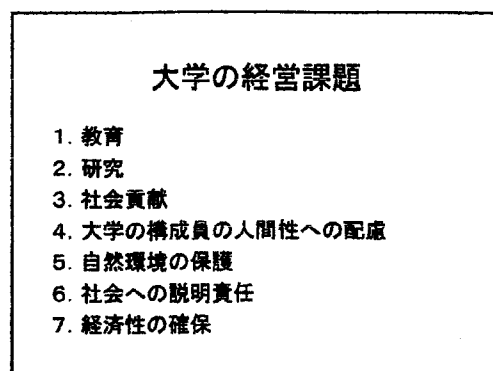 大学の経営課題
1. 教育
2. 研究
3. 社会貢献
4. 大学の構成員の人間性への配慮
5. 自然環境の保護
6. 社会への説明責任
7. 経済性の確保